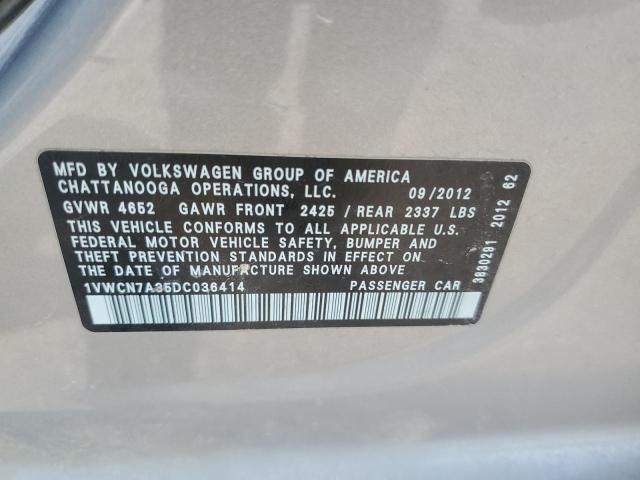 MFD BY VOLKSWAGEN GROUP OF AMERICA
CHATTANOOGA OPERATIONS, LLC. 09/2012
GVWR 4652 GAWR FRONT 2425/REAR 2337 LBS
THIS VEHICLE CONFORMS TO ALL APPLICABLE U.S.
FEDERAL MOTOR VEHICLE SAFETY, BUMPER AND
THEFT PREVENTION STANDARDS IN EFFECT ON THE
DATE OF MANUFACTURE SHOWN ABOVE
1VWCN7A35DC036414 PASSENGER CAR
3830291 2012 62